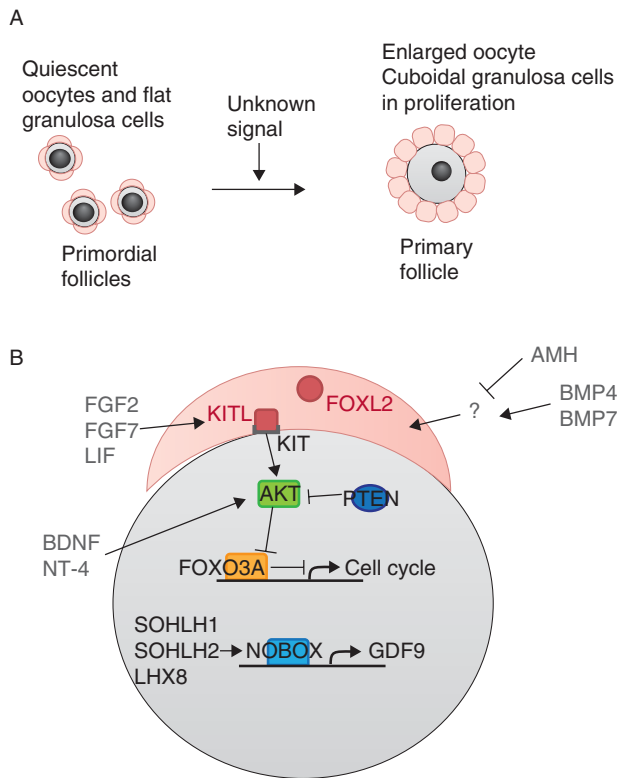 A
Quiescent
oocytes and flat
granulosa cells
Unknown
signal
Enlarged oocyte
Cuboidal granulosa cells
in proliferation
Primordial
follicles
Primary
follicle
B
AMH
FGF2
FGF7
LIF
KITL
FOXL2
KIT
?
BMP4
BMP7
AKT
PTEN
BDNF
NT-4
FOXO3A
Cell cycle
SOHLH1
SOHLH2
LHX8
NOBOX
GDF9